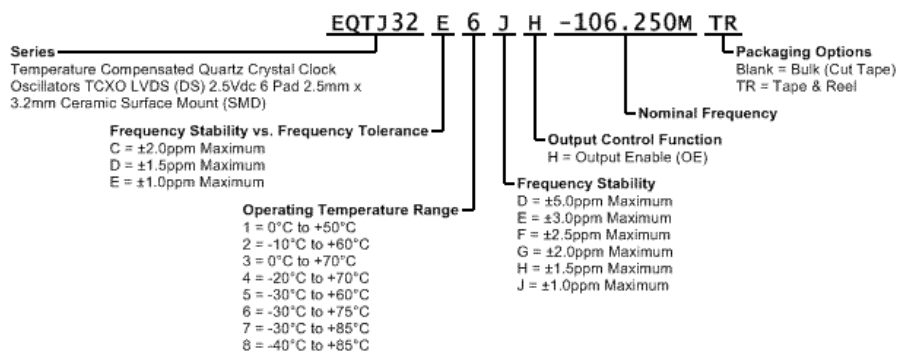 EQTJ32 E 6 J H -106.250M TR
Series
Temperature Compensated Quartz Crystal Clock
Oscillators TCXO LVDS (DS) 2.5Vdc 6 Pad 2.5mm x
3.2mm Ceramic Surface Mount (SMD)
Frequency Stability vs. Frequency Tolerance
C = ±2.0ppm Maximum
D = ±1.5ppm Maximum
E = ±1.0ppm Maximum
Operating Temperature Range
1 = 0°C to +50°C
2 = -10°C to +60°C
3 = 0°C to +70°C
4 = -20°C to +70°C
5 = -30°C to +60°C
6 = -30°C to +75°C
7 = -30°C to +85°C
8 = -40°C to +85°C
Packaging Options
Blank = Bulk (Cut Tape)
TR = Tape & Reel
Nominal Frequency
Output Control Function
H = Output Enable (OE)
Frequency Stability
D = ±5.0ppm Maximum
E = ±3.0ppm Maximum
F = ±2.5ppm Maximum
G = ±2.0ppm Maximum
H = ±1.5ppm Maximum
J = ±1.0ppm Maximum